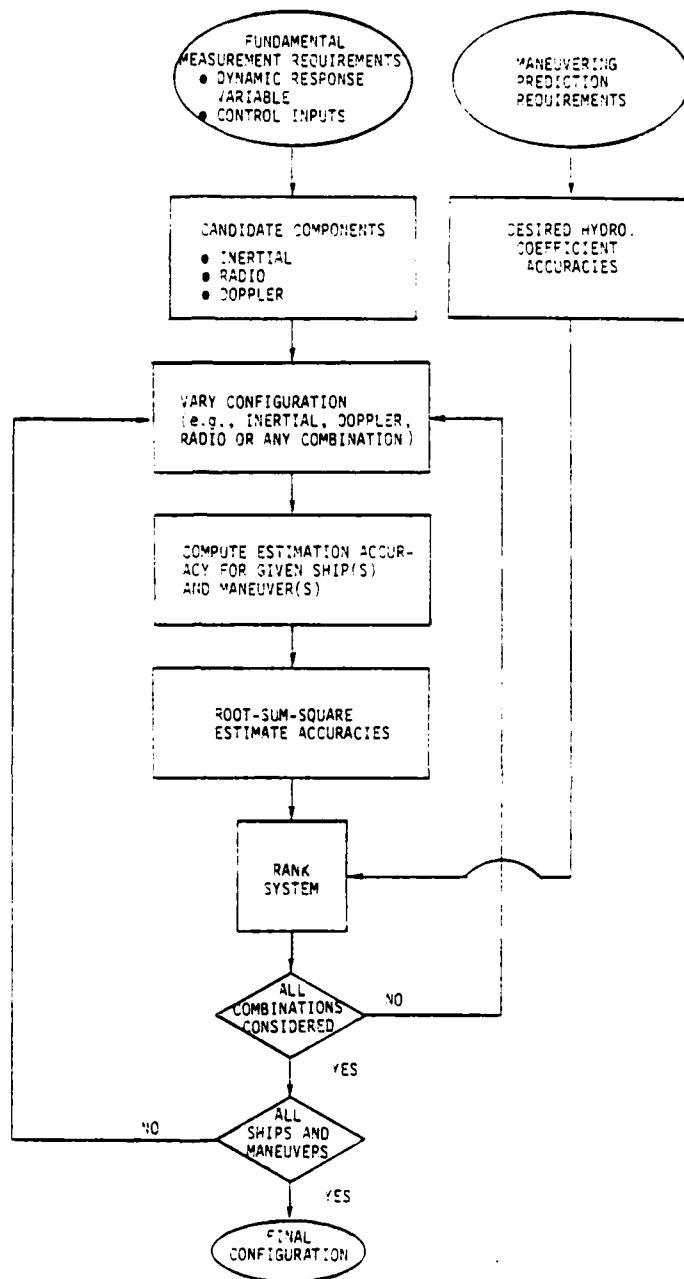 FUNDAMENTAL
MEASUREMENT REQUIREMENTS
● DYNAMIC RESPONSE
VARIABLE
● CONTROL INPUTS
MANEUVERING
PREDICTION
REQUIREMENTS
CANDIDATE COMPONENTS
● INERTIAL
● RADIO
● DOPPLER
DESIRED HYDRO.
COEFFICIENT
ACCURACIES
VARY CONFIGURATION
(e.g., INERTIAL, DOPPLER,
RADIO OR ANY COMBINATION)
COMPUTE ESTIMATION ACCUR-
ACY FOR GIVEN SHIP(S)
AND MANEUVER(S)
ROOT-SUM-SQUARE
ESTIMATE ACCURACIES
RANK
SYSTEM
ALL
COMBINATIONS
CONSIDERED
NO
YES
ALL
SHIPS AND
MANEUVERS
NO
YES
FINAL
CONFIGURATION